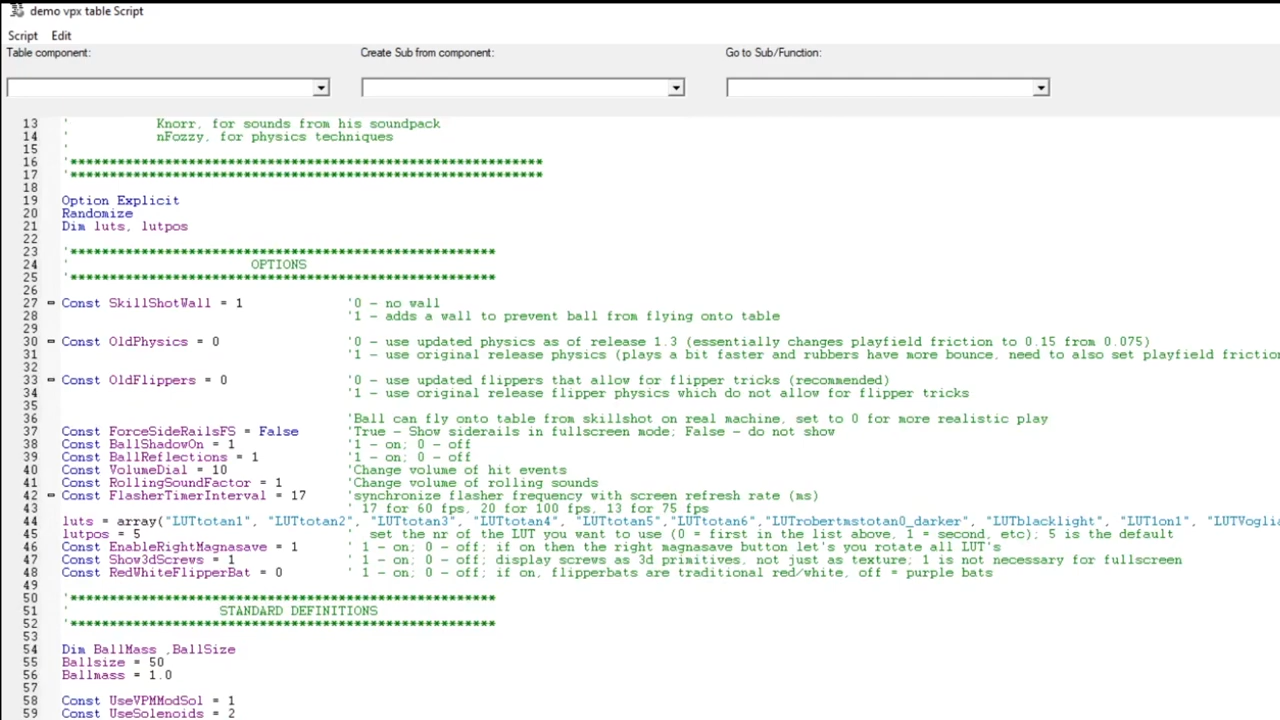 demo vpx table Script
Script Edit
Table component: Create Sub from component: Go to Sub/Function:
13 ' Knorr, for sounds from his soundpack
14 ' nFozzy, for physics techniques
15 '
16 '************************************************************
17 '************************************************************
18
19 Option Explicit
20 Randomize
21 Dim luts, lutpos
22
23 '******************************************************
24 ' OPTIONS
25 '******************************************************
26
27 Const SkillShotWall = 1 '0 - no wall
28 '1 - adds a wall to prevent ball from flying onto table
29
30 Const OldPhysics = 0 '0 - use updated physics as of release 1.3 (essentially changes playfield friction to 0.15 from 0.075)
31 '1 - use original release physics (plays a bit faster and rubbers have more bounce, need to also set playfield frictio
32
33 Const OldFlippers = 0 '0 - use updated flippers that allow for flipper tricks (recommended)
34 '1 - use original release flipper physics which do not allow for flipper tricks
35
36 'Ball can fly onto table from skillshot on real machine, set to 0 for more realistic play
37 Const ForceSideRailsFS = False 'True - Show siderails in fullscreen mode; False - do not show
38 Const BallShadowOn = 1 '1 - on; 0 - off
39 Const BallReflections = 1 '1 - on; 0 - off
40 Const VolumeDial = 10 'Change volume of hit events
41 Const RollingSoundFactor = 1 'Change volume of rolling sounds
42 Const FlasherTimerInterval = 17 'synchronize flasher frequency with screen refresh rate (ms)
43 ' 17 for 60 fps, 20 for 100 fps, 13 for 75 fps
44 luts = array("LUTtotan1", "LUTtotan2", "LUTtotan3", "LUTtotan4", "LUTtotan5","LUTtotan6","LUTrobertmstotan0_darker", "LUTblacklight", "LUT1on1", "LUTVoglia
45 lutpos = 5 ' set the nr of the LUT you want to use (0 = first in the list above, 1 = second, etc); 5 is the default
46 Const EnableRightMagnasave = 1 ' 1 - on; 0 - off; if on then the right magnasave button let's you rotate all LUT's
47 Const Show3dScrews = 1 ' 1 - on; 0 - off; display screws as 3d primitives, not just as texture; 1 is not necessary for fullscreen
48 Const RedWhiteFlipperBat = 0 ' 1 - on; 0 - off; if on, flipperbats are traditional red/white, off = purple bats
49
50 '******************************************************
51 ' STANDARD DEFINITIONS
52 '******************************************************
53
54 Dim BallMass ,BallSize
55 Ballsize = 50
56 Ballmass = 1.0
57
58 Const UseVPMModSol = 1
59 Const UseSolenoids = 2